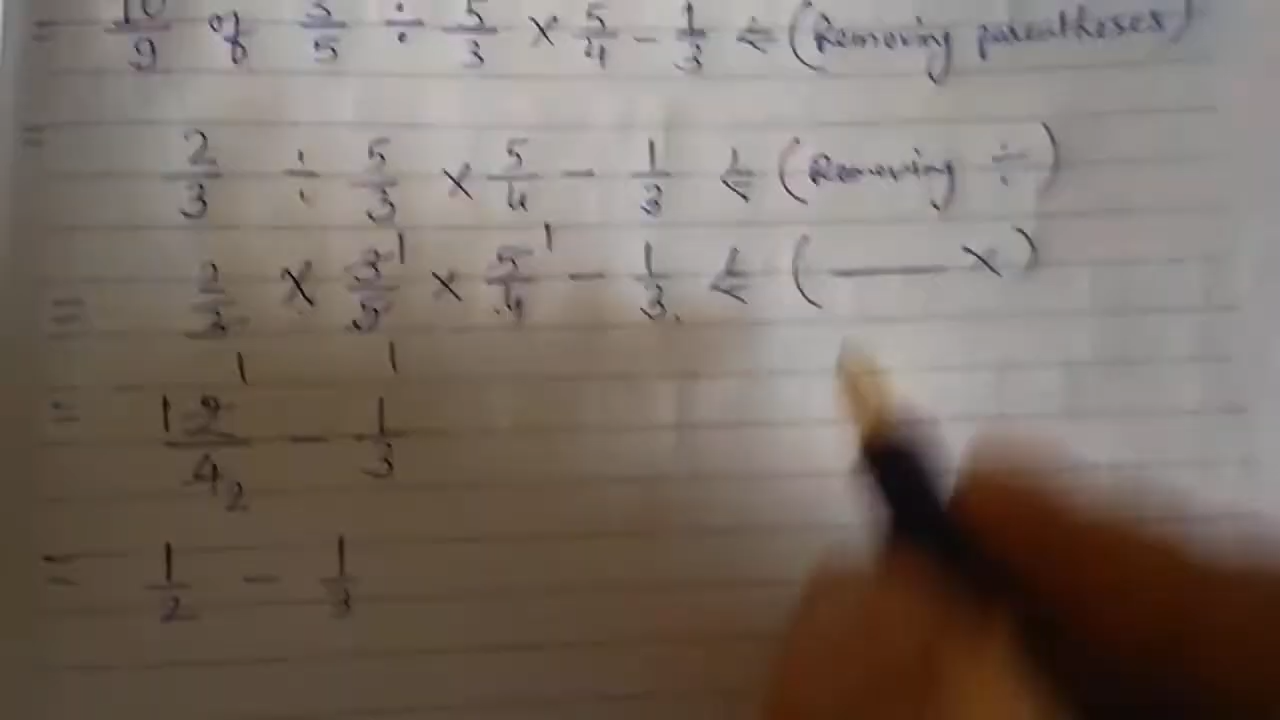 = 10/9 of 3/5 ÷ 5/3 × 5/4 - 1/3 ⇐ (Removing parentheses)
= 2/3 ÷ 5/3 × 5/4 - 1/3 ⇐ (Removing ÷)
= 2/3 × 3/5 × 5/4 - 1/3 ⇐ ( —— × )
= 2/4 - 1/3
= 1/2 - 1/3